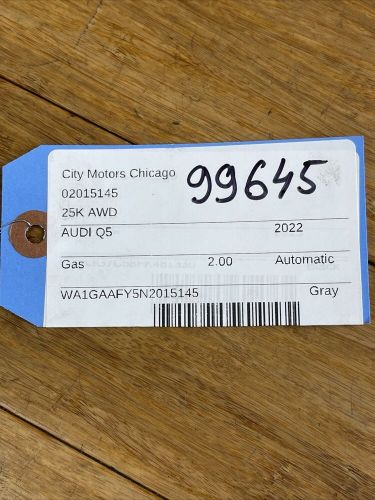 City Motors Chicago
99645
02015145
25K AWD
AUDI Q5 2022
Gas 2.00 Automatic
WA1GAAFY5N2015145 Gray